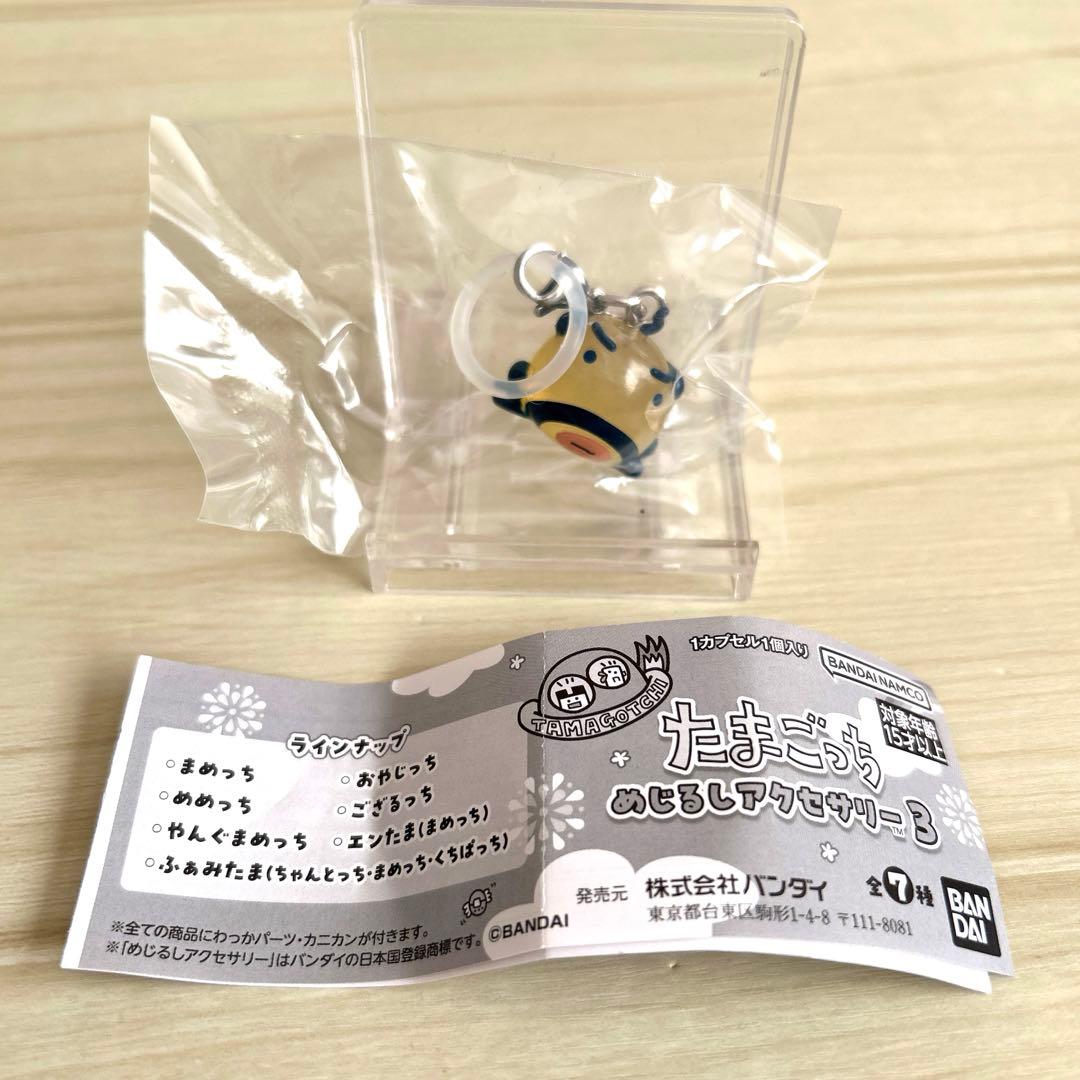 ラインナップ
○まめっち
○おやじっち
○めめっち
○ござるっち
○やんぐまめっち
○エンたま(まめっち)
○ふぁみたま(ちゃんとっち・まめっち・くちぱっち)
※全ての商品にわっかパーツ・カニカンが付きます。
※「めじるしアクセサリー」はバンダイの日本国登録商標です。
©BANDAI
TAMAGOTCHI
1カプセル1個入り
BANDAI NAMCO
対象年齢
15才以上
たまごっち
めじるしアクセサリー™3
発売元 株式会社バンダイ
東京都台東区駒形1-4-8 〒111-8081
全7種
BAN
DAI